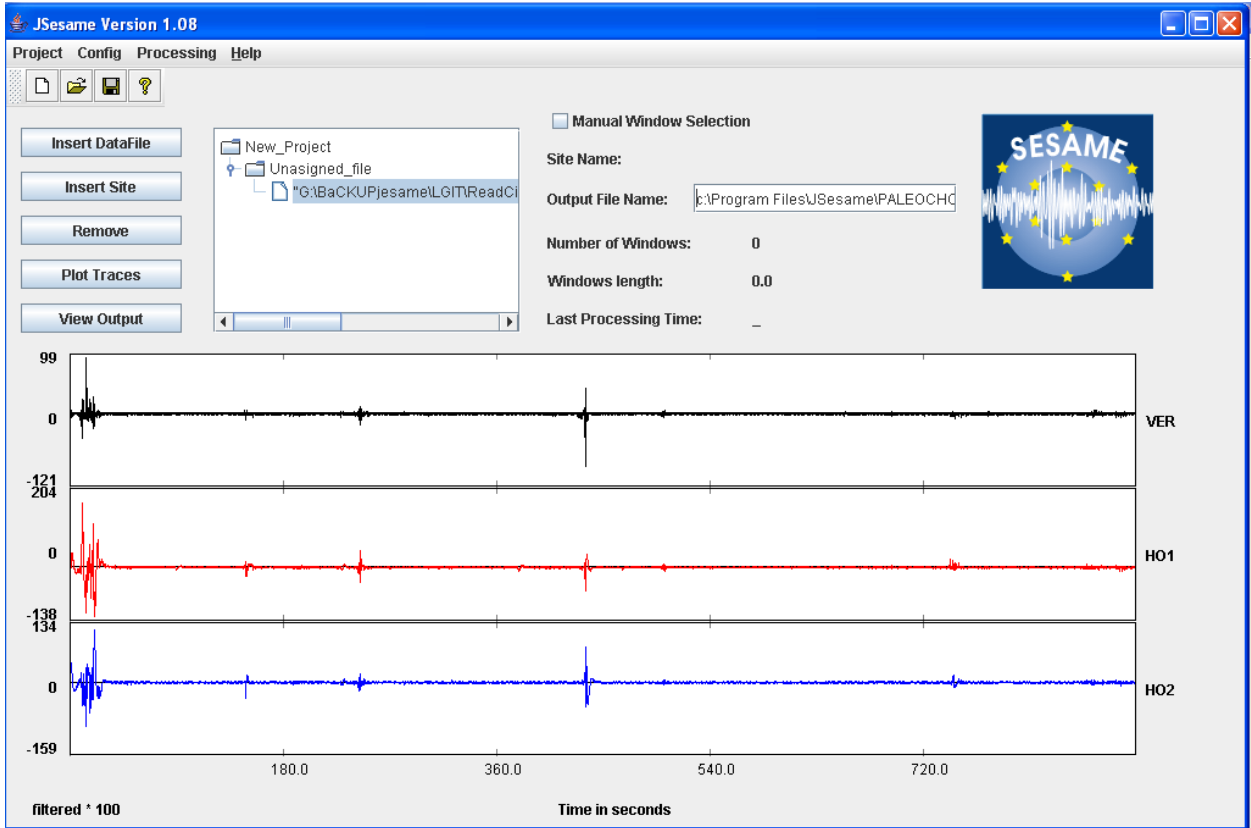 JSesame Version 1.08
Project Config Processing Help
Insert DataFile
Insert Site
Remove
Plot Traces
View Output
New_Project
Unasigned_file
"G:\BaCKUPjesame\LGIT\ReadCi
Manual Window Selection
Site Name:
Output File Name: c:\Program Files\JSesame\PALEOCHO
Number of Windows: 0
Windows length: 0.0
Last Processing Time: _
SESAME
99
0
-121
VER
204
0
-138
HO1
134
0
-159
HO2
180.0 360.0 540.0 720.0
filtered * 100 Time in seconds